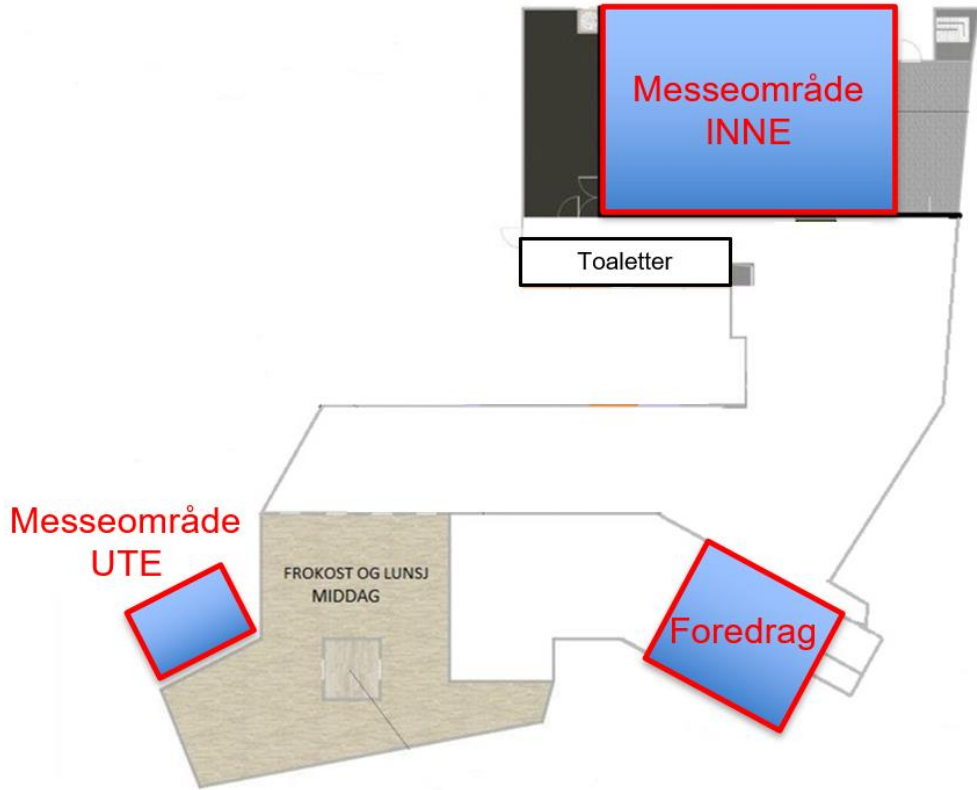 Messeområde
INNE
Toaletter
Messeområde
UTE
FROKOST OG LUNSJ
MIDDAG
Foredrag